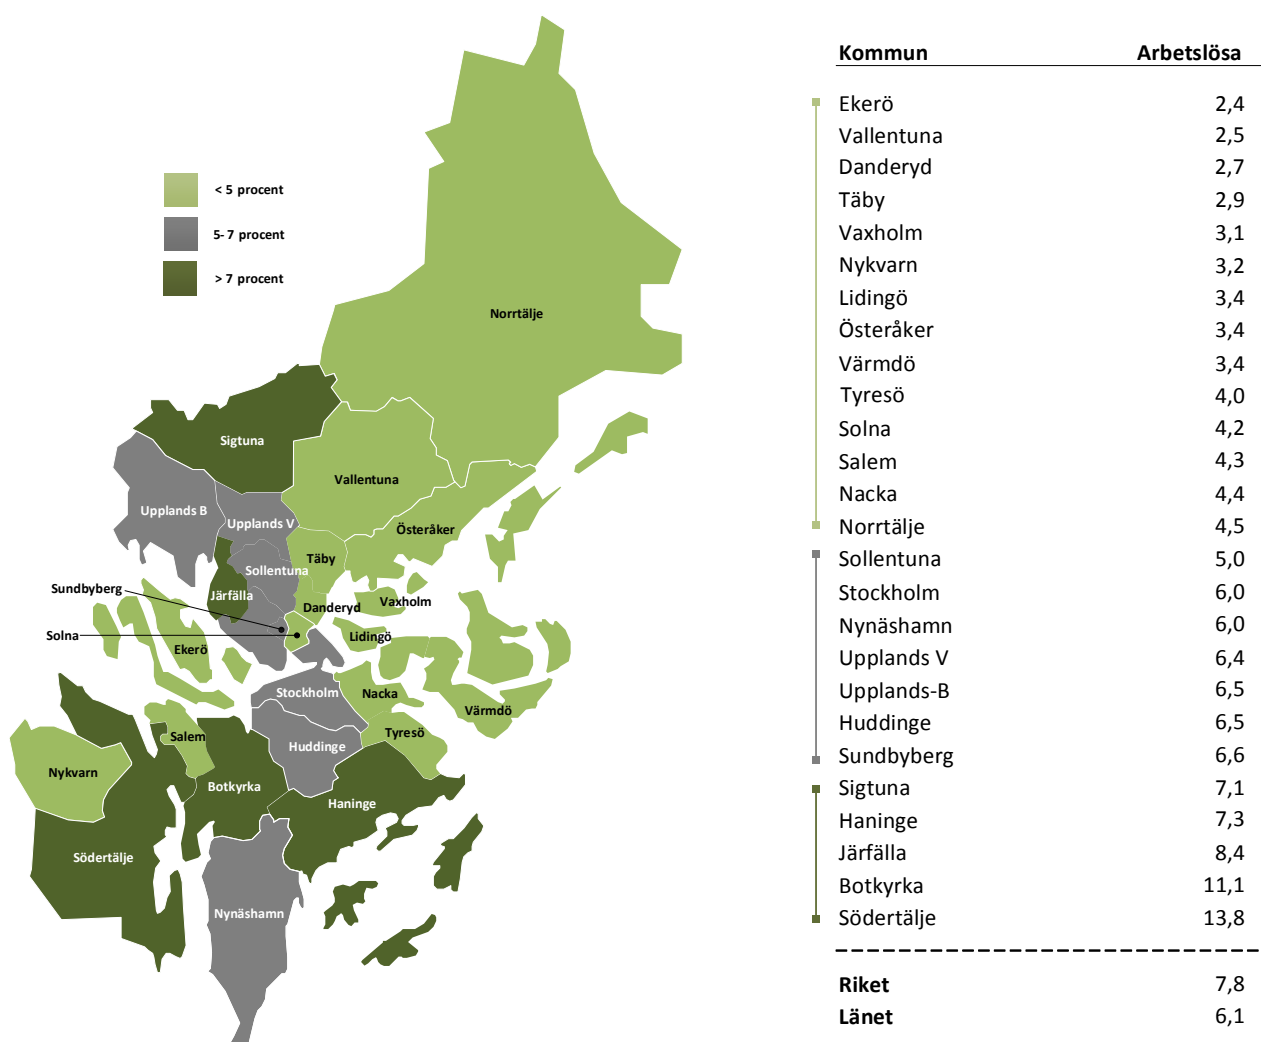 < 5 procent
5- 7 procent
> 7 procent
Norrtälje
Sigtuna
Vallentuna
Upplands B
Upplands V
Österåker
Täby
Sollentuna
Sundbyberg
Järfälla
Danderyd
Vaxholm
Solna
Lidingö
Ekerö
Stockholm
Nacka
Värmdö
Salem
Tyresö
Huddinge
Nykvarn
Botkyrka
Haninge
Södertälje
Nynäshamn
Kommun Arbetslösa
Ekerö 2,4
Vallentuna 2,5
Danderyd 2,7
Täby 2,9
Vaxholm 3,1
Nykvarn 3,2
Lidingö 3,4
Österåker 3,4
Värmdö 3,4
Tyresö 4,0
Solna 4,2
Salem 4,3
Nacka 4,4
Norrtälje 4,5
Sollentuna 5,0
Stockholm 6,0
Nynäshamn 6,0
Upplands V 6,4
Upplands-B 6,5
Huddinge 6,5
Sundbyberg 6,6
Sigtuna 7,1
Haninge 7,3
Järfälla 8,4
Botkyrka 11,1
Södertälje 13,8
Riket 7,8
Länet 6,1